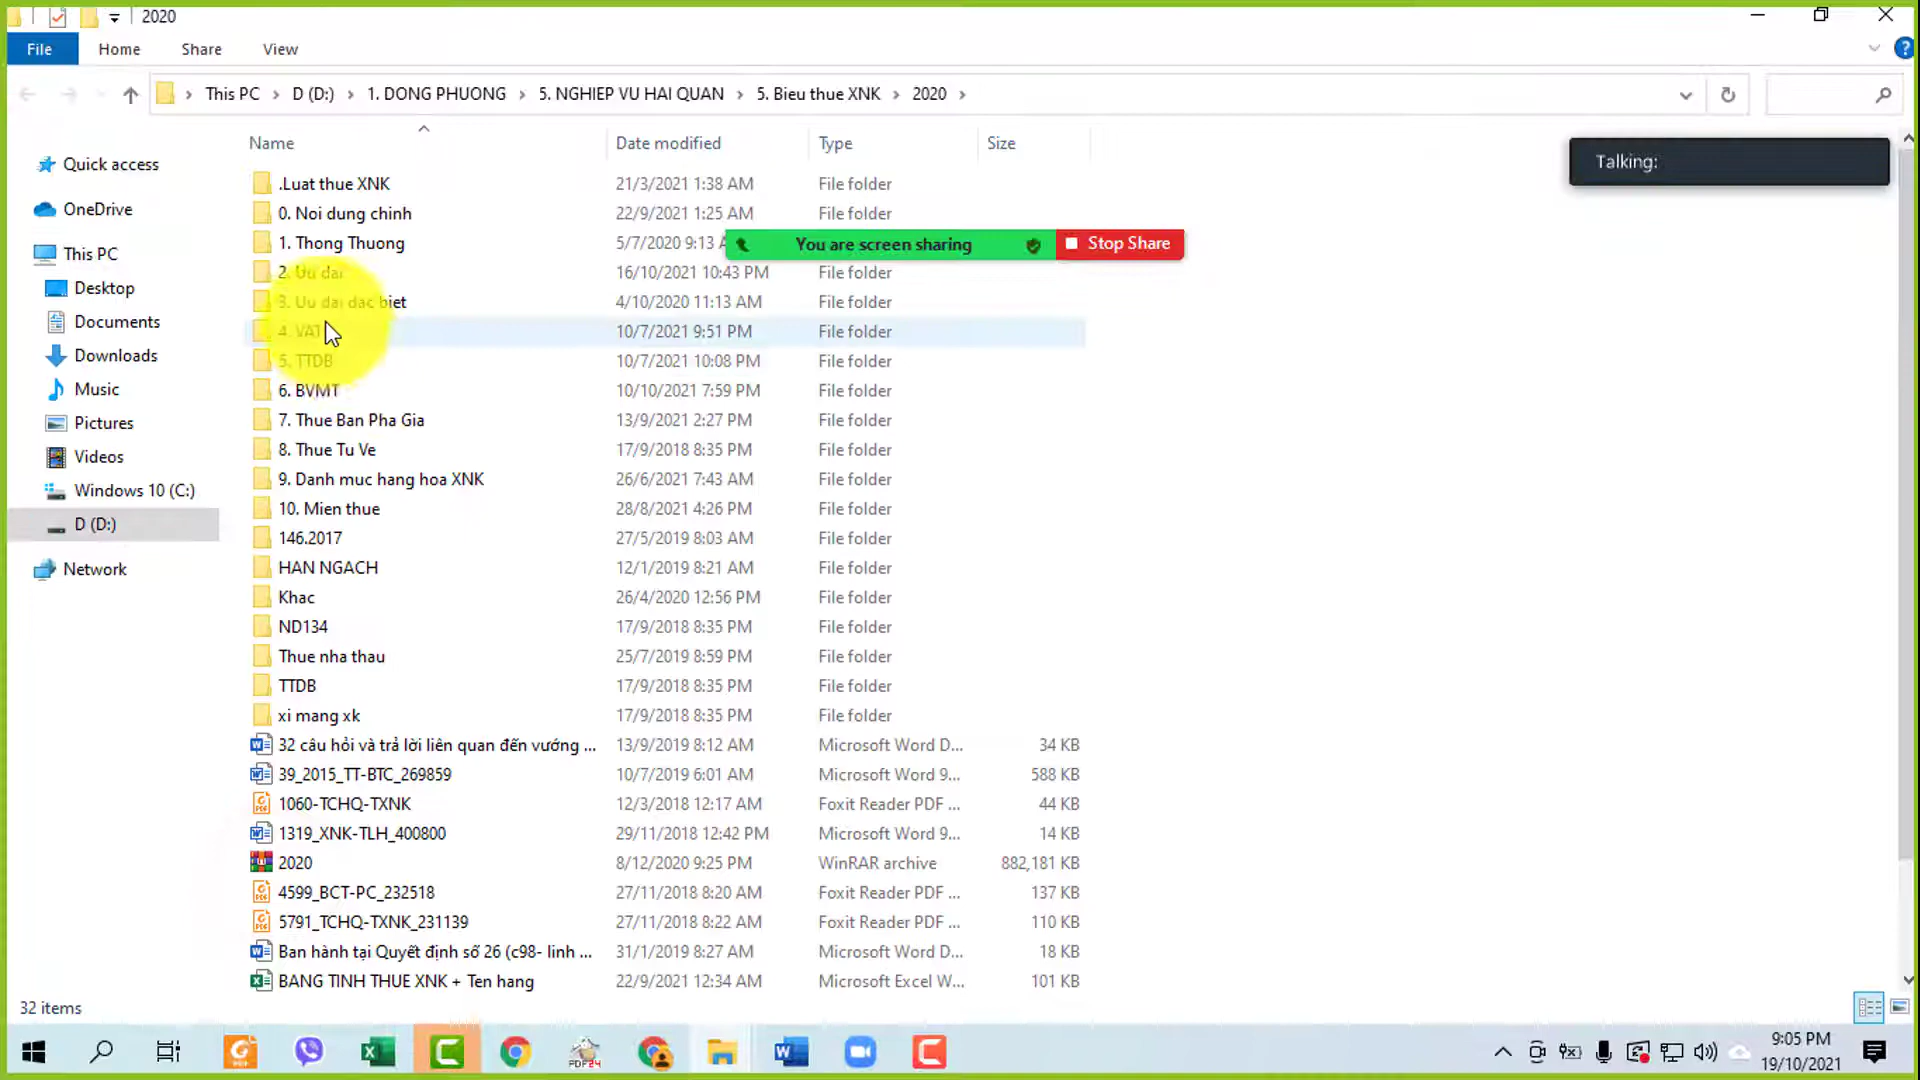 2020
File Home Share View
This PC D (D:) 1. DONG PHUONG 5. NGHIEP VU HAI QUAN 5. Bieu thue XNK 2020
Name Date modified Type Size
Talking:
You are screen sharing Stop Share
Quick access
OneDrive
This PC
Desktop
Documents
Downloads
Music
Pictures
Videos
Windows 10 (C:)
D (D:)
Network
.Luat thue XNK 21/3/2021 1:38 AM File folder
0. Noi dung chinh 22/9/2021 1:25 AM File folder
1. Thong Thuong 5/7/2020 9:13 A File folder
2. Uu dai 16/10/2021 10:43 PM File folder
3. Uu dai dac biet 4/10/2020 11:13 AM File folder
4. VAT 10/7/2021 9:51 PM File folder
5. TTDB 10/7/2021 10:08 PM File folder
6. BVMT 10/10/2021 7:59 PM File folder
7. Thue Ban Pha Gia 13/9/2021 2:27 PM File folder
8. Thue Tu Ve 17/9/2018 8:35 PM File folder
9. Danh muc hang hoa XNK 26/6/2021 7:43 AM File folder
10. Mien thue 28/8/2021 4:26 PM File folder
146.2017 27/5/2019 8:03 AM File folder
HAN NGACH 12/1/2019 8:21 AM File folder
Khac 26/4/2020 12:56 PM File folder
ND134 17/9/2018 8:35 PM File folder
Thue nha thau 25/7/2019 8:59 PM File folder
TTDB 17/9/2018 8:35 PM File folder
xi mang xk 17/9/2018 8:35 PM File folder
32 câu hỏi và trả lời liên quan đến vướng ... 13/9/2019 8:12 AM Microsoft Word D... 34 KB
39_2015_TT-BTC_269859 10/7/2019 6:01 AM Microsoft Word 9... 588 KB
1060-TCHQ-TXNK 12/3/2018 12:17 AM Foxit Reader PDF ... 44 KB
1319_XNK-TLH_400800 29/11/2018 12:42 PM Microsoft Word 9... 14 KB
2020 8/12/2020 9:25 PM WinRAR archive 882,181 KB
4599_BCT-PC_232518 27/11/2018 8:20 AM Foxit Reader PDF ... 137 KB
5791_TCHQ-TXNK_231139 27/11/2018 8:22 AM Foxit Reader PDF ... 110 KB
Ban hành tại Quyết định số 26 (c98- linh ... 31/1/2019 8:27 AM Microsoft Word D... 18 KB
BANG TINH THUE XNK + Ten hang 22/9/2021 12:34 AM Microsoft Excel W... 101 KB
32 items
PDF24
9:05 PM
19/10/2021